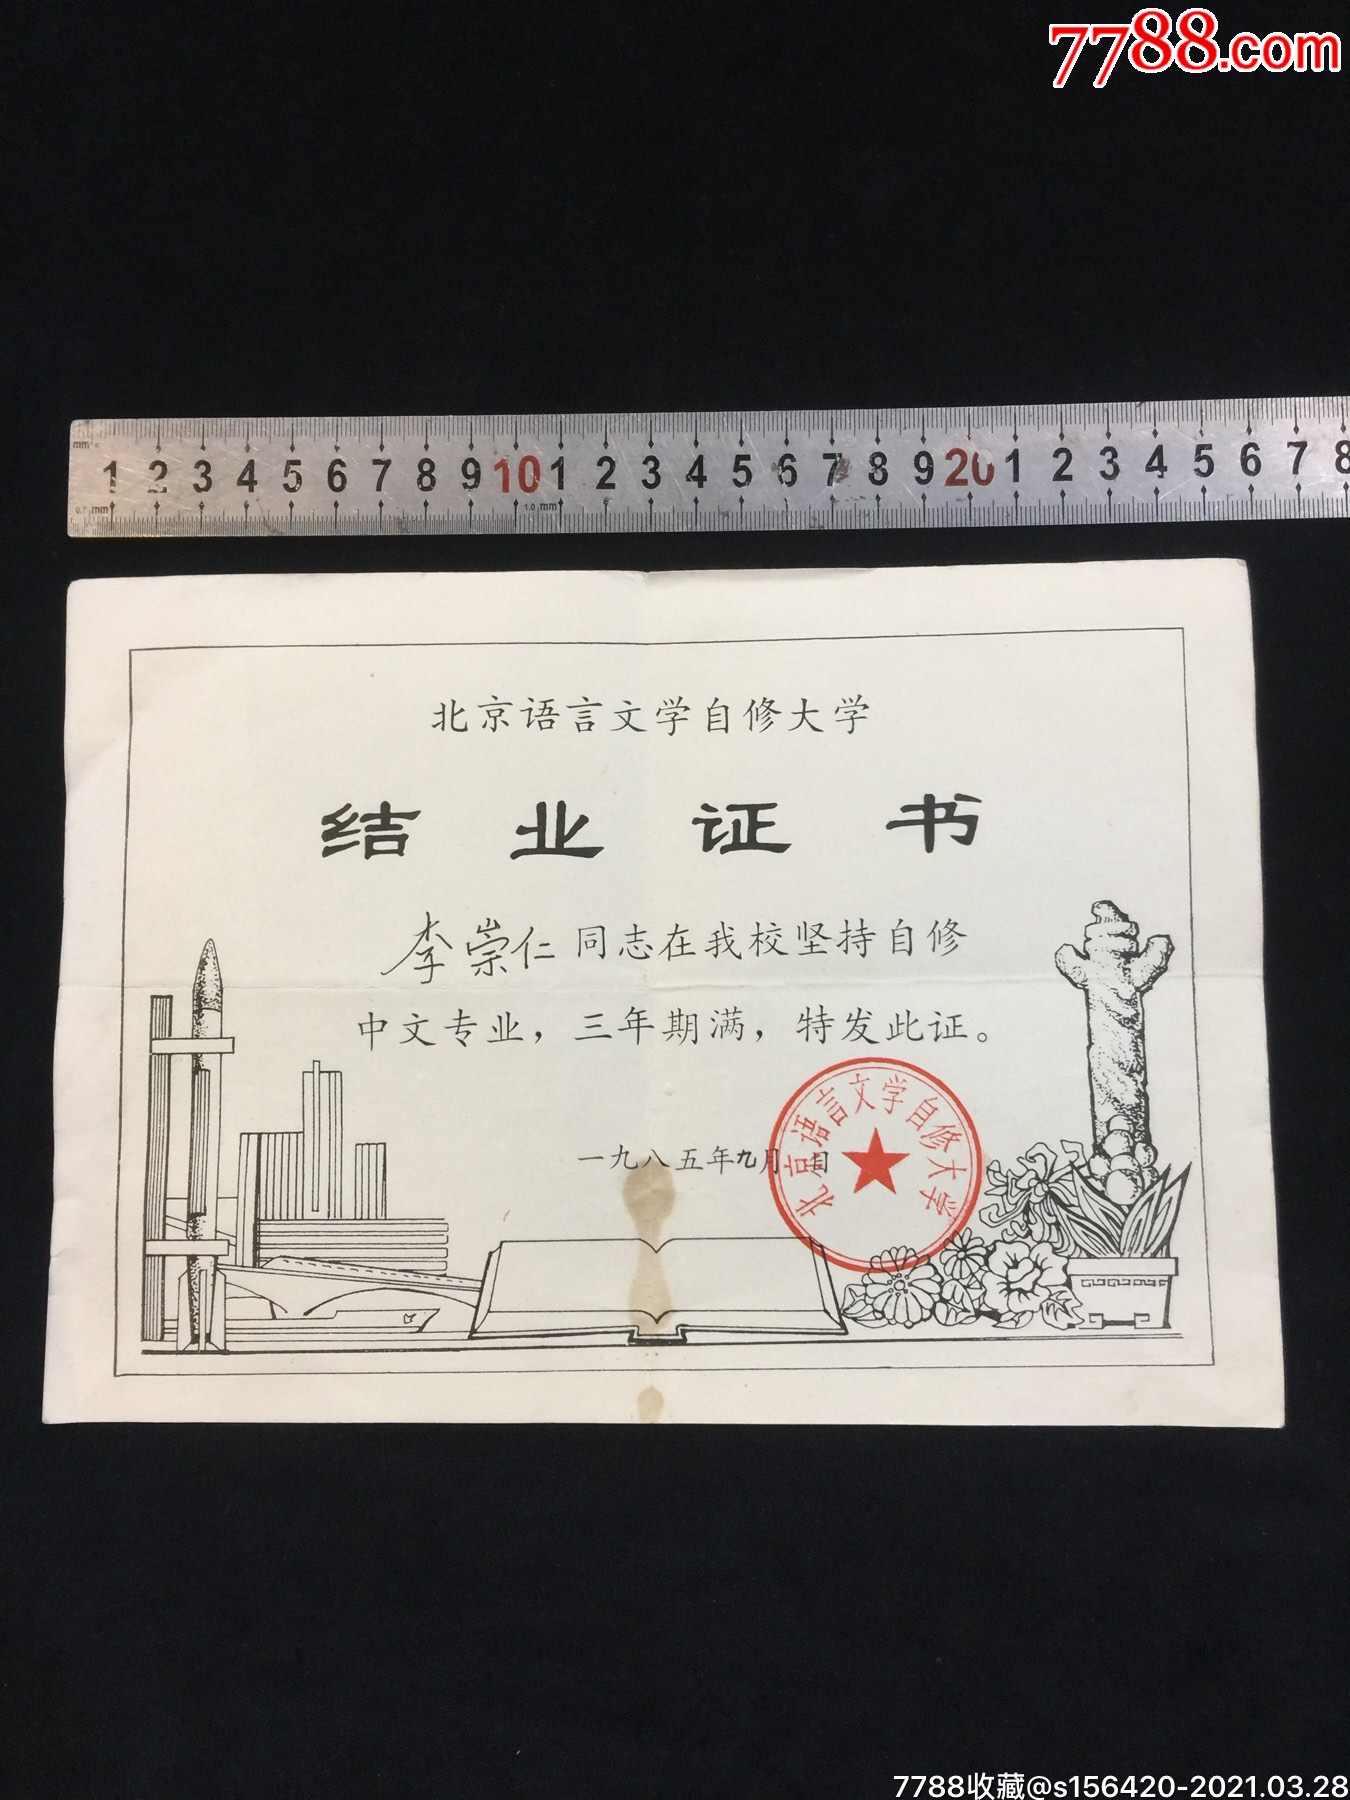 7788.com
mm
1 2 3 4 5 6 7 8 9 10 1 2 3 4 5 6 7 8 9 20 1 2 3 4 5 6 7 8
1.0 mm
北京语言文学自修大学
结业证书
李崇仁同志在我校坚持自修
中文专业，三年期满，特发此证。
一九八五年九月 日
北京语言文学自修大学
7788收藏@s156420-2021.03.28